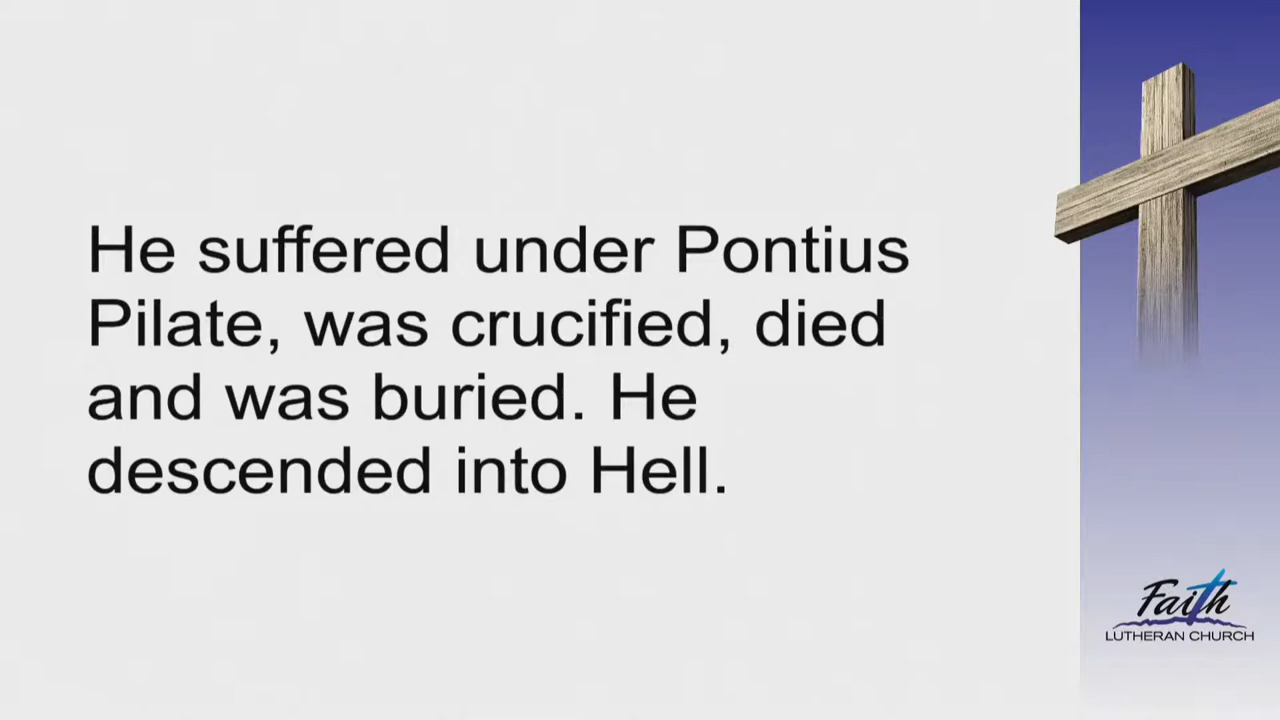 He suffered under Pontius
Pilate, was crucified, died
and was buried. He
descended into Hell.
Faith
LUTHERAN CHURCH